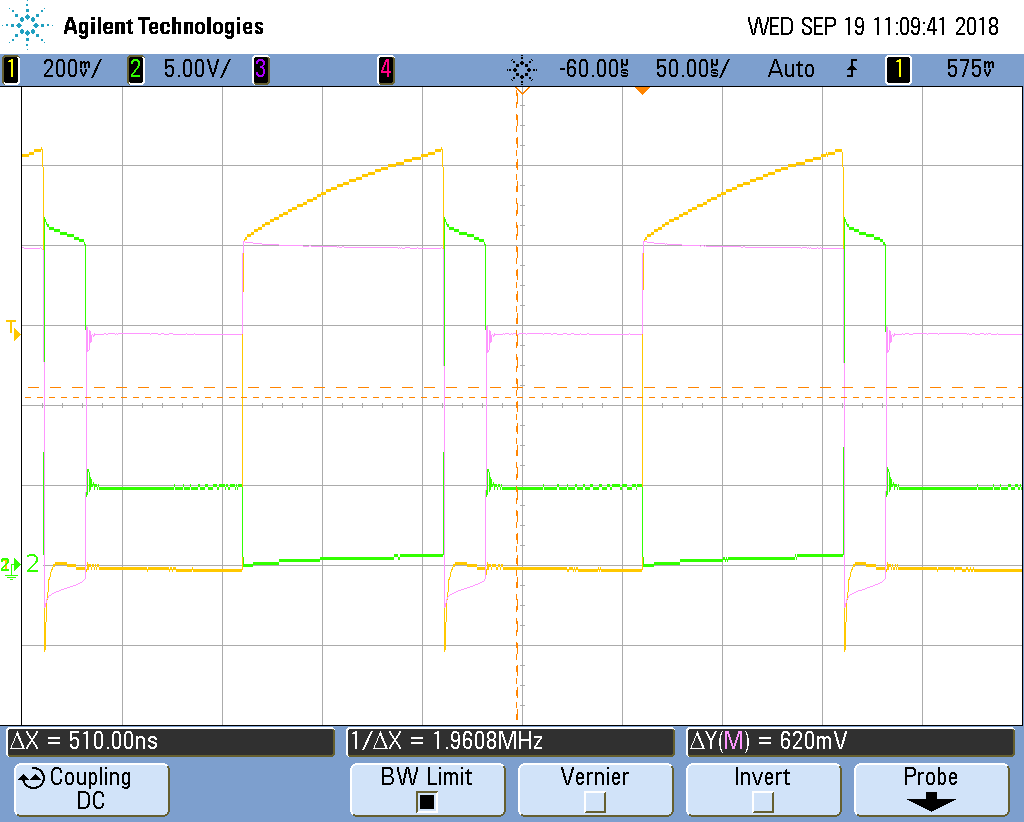 Agilent Technologies WED SEP 19 11:09:41 2018
1 200mV/ 2 5.00V/ 3 4 -60.00µs 50.00µs/ Auto 1 575mV
T
2 2
ΔX = 510.00ns 1/ΔX = 1.9608MHz ΔY(M) = 620mV
Coupling BW Limit Vernier Invert Probe
DC